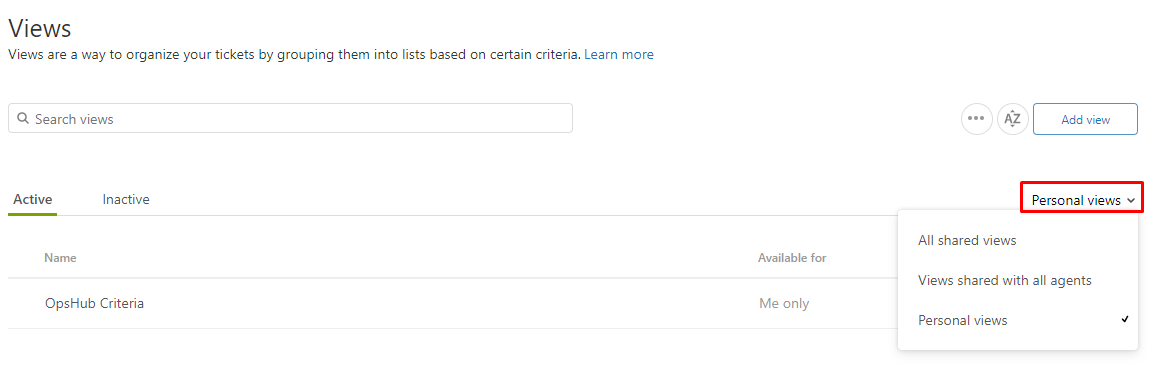 Views
Views are a way to organize your tickets by grouping them into lists based on certain criteria. Learn more
Search views
AZ
Add view
Active
Inactive
Personal views
All shared views
Views shared with all agents
Personal views
Name
Available for
OpsHub Criteria
Me only